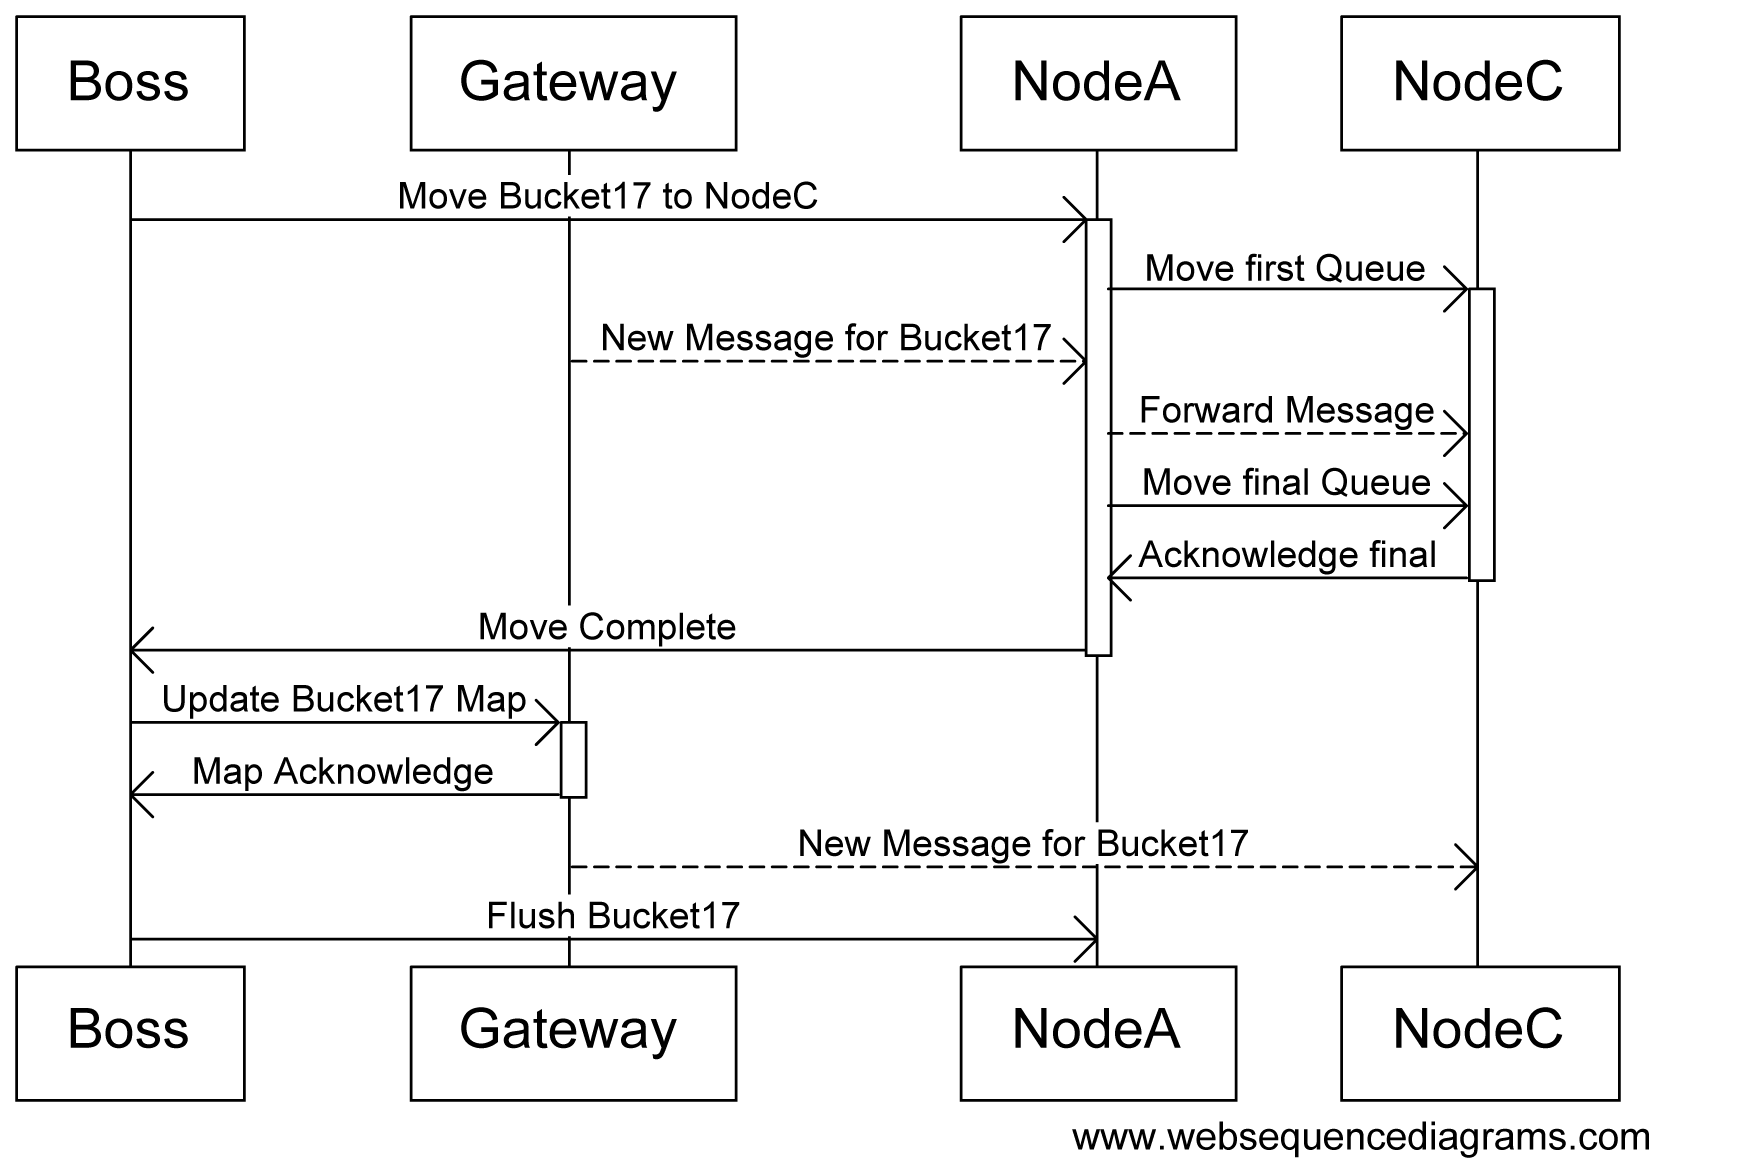 Boss
Gateway
NodeA
NodeC
Move Bucket17 to NodeC
Move first Queue
New Message for Bucket17
Forward Message
Move final Queue
Acknowledge final
Move Complete
Update Bucket17 Map
Map Acknowledge
New Message for Bucket17
Flush Bucket17
Boss
Gateway
NodeA
NodeC
www.websequencediagrams.com